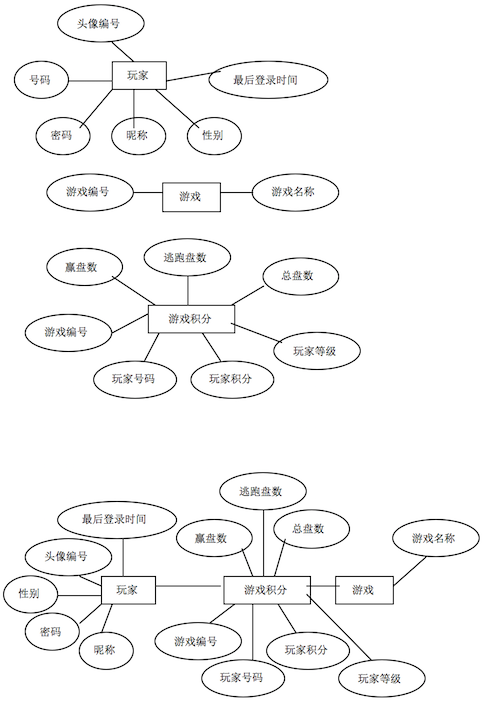 头像编号
号码
玩家
最后登录时间
密码
昵称
性别
游戏编号
游戏
游戏名称
赢盘数
逃跑盘数
总盘数
游戏编号
游戏积分
玩家等级
玩家号码
玩家积分
逃跑盘数
最后登录时间
赢盘数
总盘数
游戏名称
头像编号
性别
玩家
游戏积分
游戏
密码
昵称
游戏编号
玩家积分
玩家号码
玩家等级